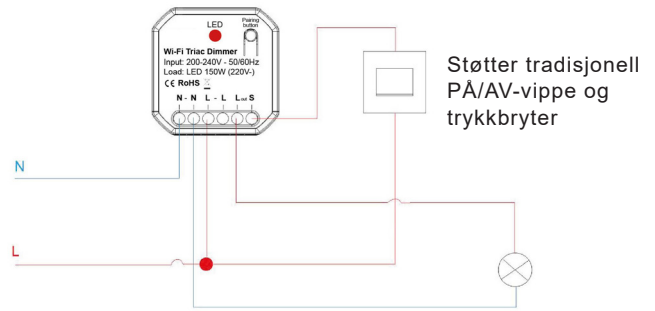 LED
Pairing
button
Wi-Fi Triac Dimmer
Input: 200-240V - 50/60Hz
Load: LED 150W (220V-)
CE RoHS
N - N L - L Lout S
Støtter tradisjonell
PÅ/AV-vippe og
trykkbryter
N
L